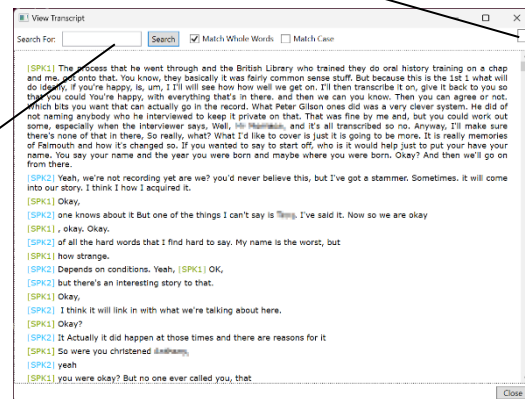 View Transcript
Search For: Search Match Whole Words Match Case
[SPK1] The process that he went through and the British Library who trained they do oral history training on a chap
and me. got onto that. You know, they basically it was fairly common sense stuff. But because this is the 1st 1 what will
do ideally, if you're happy, is, um, I I'll see how how well we get on. I'll then transcribe it on, give it back to you so
that you could You're happy, with everything that's in there. and then we can you know. Then you can agree or not.
Which bits you want that can actually go in the record. What Peter Gilson ones did was a very clever system. He did of
not naming anybody who he interviewed to keep it private on that. That was fine by me and, but you could work out
some, especially when the interviewer says, Well, and it's all transcribed so no. Anyway, I'll make sure
there's none of that in there, So really, what? What I'd like to cover is just it is going to be more. It is really memories
of Falmouth and how it's changed so. If you wanted to say to start off, who is it would help just to put your have your
name. You say your name and the year you were born and maybe where you were born. Okay? And then we'll go on
from there.
[SPK2] Yeah, we're not recording yet are we? you'd never believe this, but I've got a stammer. Sometimes. it will come
into our story. I think I how I acquired it.
[SPK1] Okay,
[SPK2] one knows about it But one of the things I can't say is I've said it. Now so we are okay
[SPK1] , okay. Okay.
[SPK2] of all the hard words that I find hard to say. My name is the worst, but
[SPK1] how strange.
[SPK2] Depends on conditions. Yeah, [SPK1] OK,
[SPK2] but there's an interesting story to that.
[SPK1] Okay,
[SPK2] I think it will link in with what we're talking about here.
[SPK1] Okay?
[SPK2] It Actually it did happen at those times and there are reasons for it
[SPK1] So were you christened
[SPK2] yeah
[SPK1] you were okay? But no one ever called you, that
Close